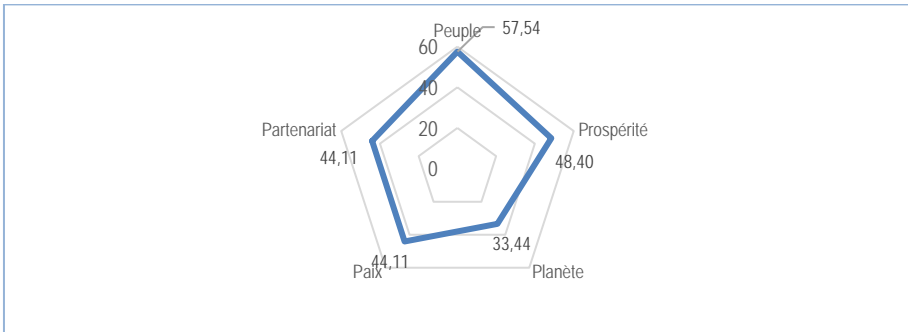 Peuple
57,54
60
40
20
0
Prospérité
48,40
Planète
33,44
Paix
44,11
Partenariat
44,11